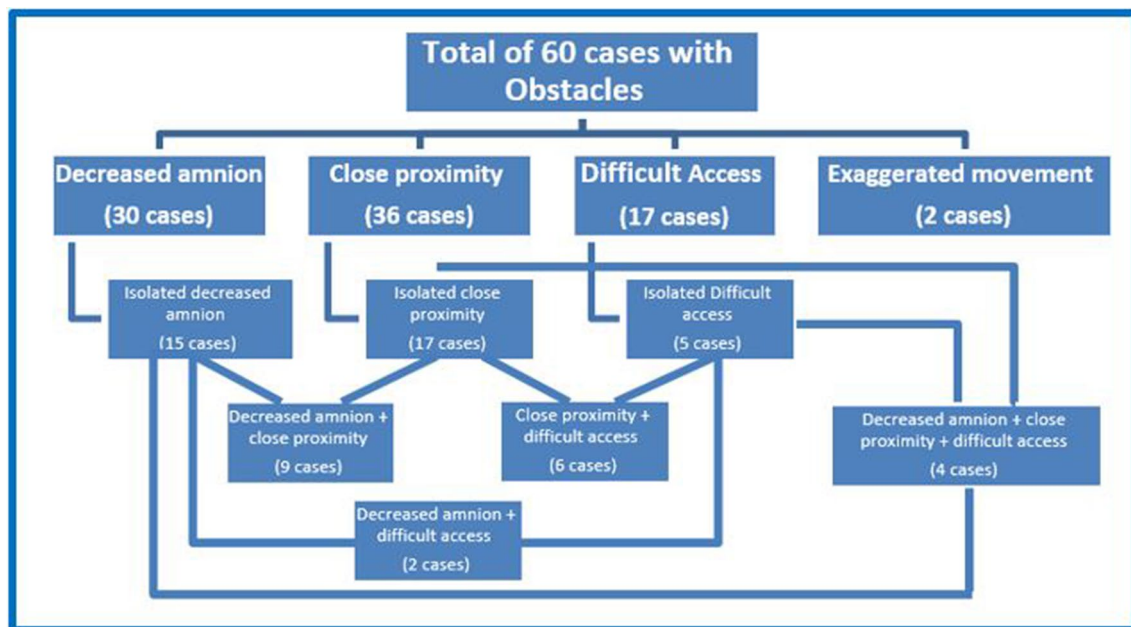 Total of 60 cases with
Obstacles
Decreased amnion
(30 cases)
Close proximity
(36 cases)
Difficult Access
(17 cases)
Exaggerated movement
(2 cases)
Isolated decreased
amnion
(15 cases)
Isolated close
proximity
(17 cases)
Isolated Difficult
access
(5 cases)
Decreased amnion +
close proximity
(9 cases)
Close proximity +
difficult access
(6 cases)
Decreased amnion + close
proximity + difficult access
(4 cases)
Decreased amnion +
difficult access
(2 cases)